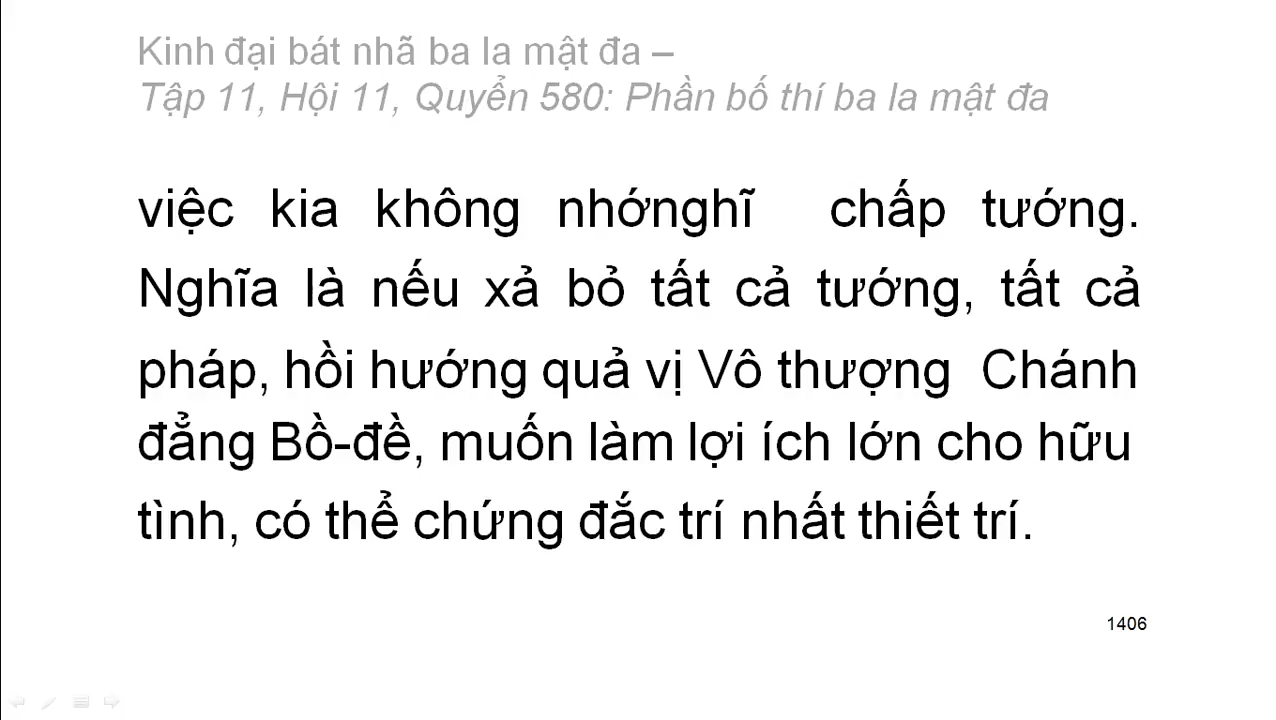 Kinh đại bát nhã ba la mật đa –
Tập 11, Hội 11, Quyển 580: Phần bố thí ba la mật đa
việc kia không nhớnghĩ chấp tướng.
Nghĩa là nếu xả bỏ tất cả tướng, tất cả
pháp, hồi hướng quả vị Vô thượng Chánh
đẳng Bồ-đề, muốn làm lợi ích lớn cho hữu
tình, có thể chứng đắc trí nhất thiết trí.
1406